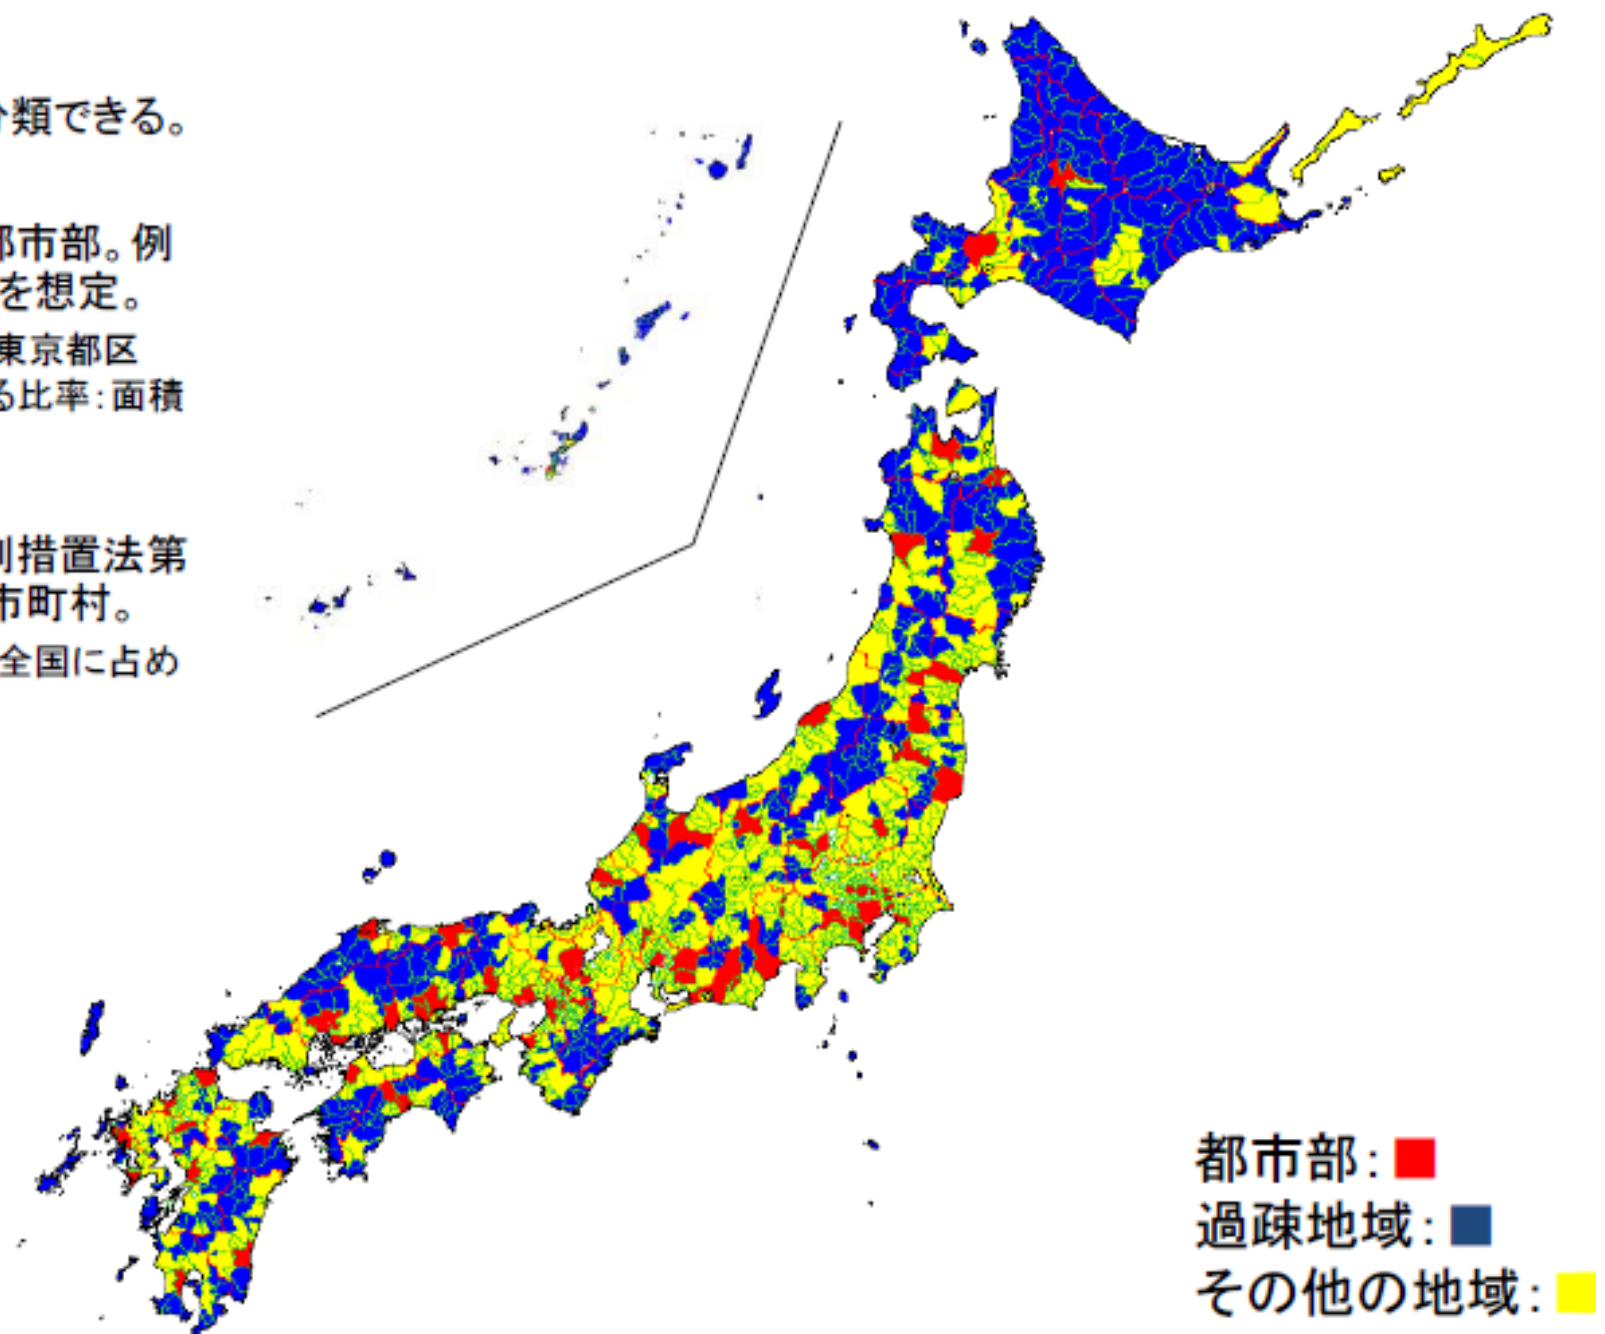 分類できる。
都市部。例
を想定。
東京都区
る比率：面積
別措置法第
市町村。
全国に占め
都市部：
過疎地域：
その他の地域：